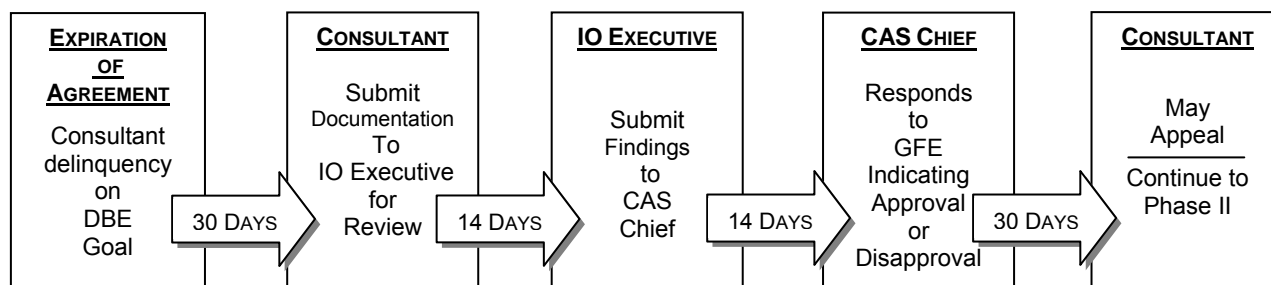 EXPIRATION
OF
AGREEMENT
Consultant
delinquency
on
DBE
Goal
30 DAYS
CONSULTANT
Submit
Documentation
To
IO Executive
for
Review
14 DAYS
IO EXECUTIVE
Submit
Findings
to
CAS
Chief
14 DAYS
CAS CHIEF
Responds
to
GFE
Indicating
Approval
or
Disapproval
30 DAYS
CONSULTANT
May
Appeal
Continue to
Phase II